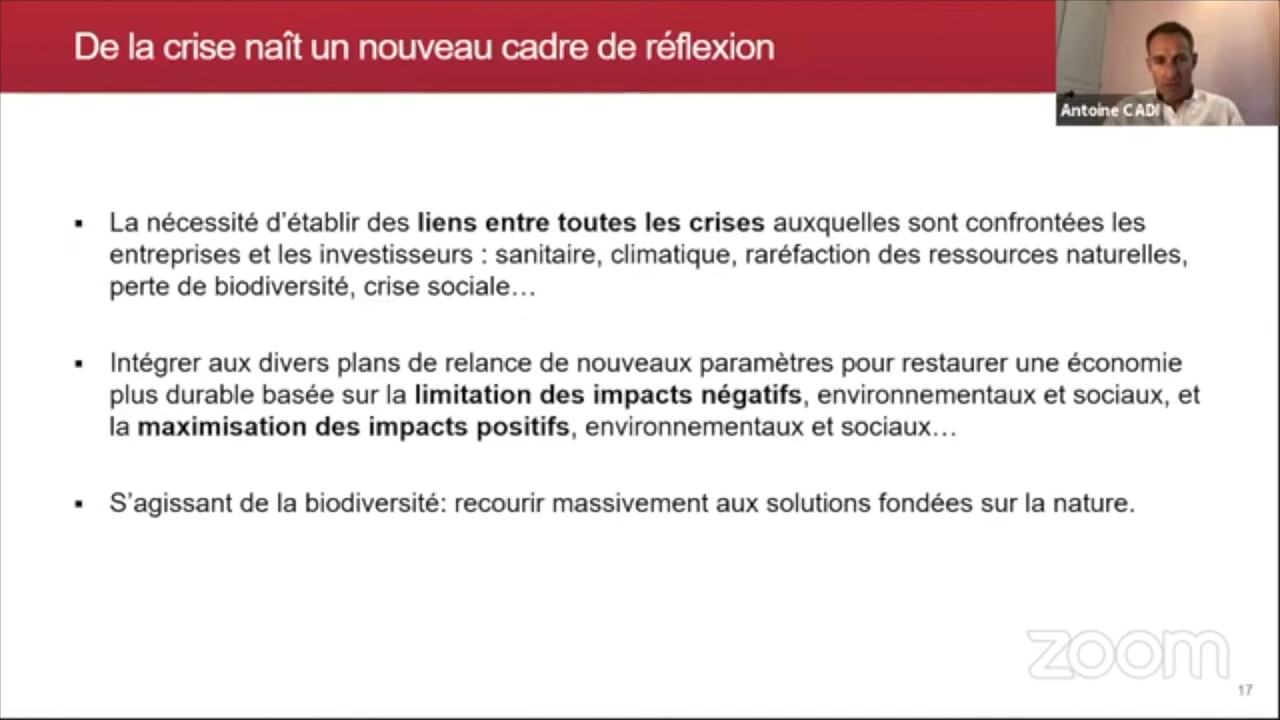 De la crise naît un nouveau cadre de réflexion
Antoine CADI
▪ La nécessité d’établir des liens entre toutes les crises auxquelles sont confrontées les
entreprises et les investisseurs : sanitaire, climatique, raréfaction des ressources naturelles,
perte de biodiversité, crise sociale…
▪ Intégrer aux divers plans de relance de nouveaux paramètres pour restaurer une économie
plus durable basée sur la limitation des impacts négatifs, environnementaux et sociaux, et
la maximisation des impacts positifs, environnementaux et sociaux…
▪ S’agissant de la biodiversité: recourir massivement aux solutions fondées sur la nature.
zoom
17